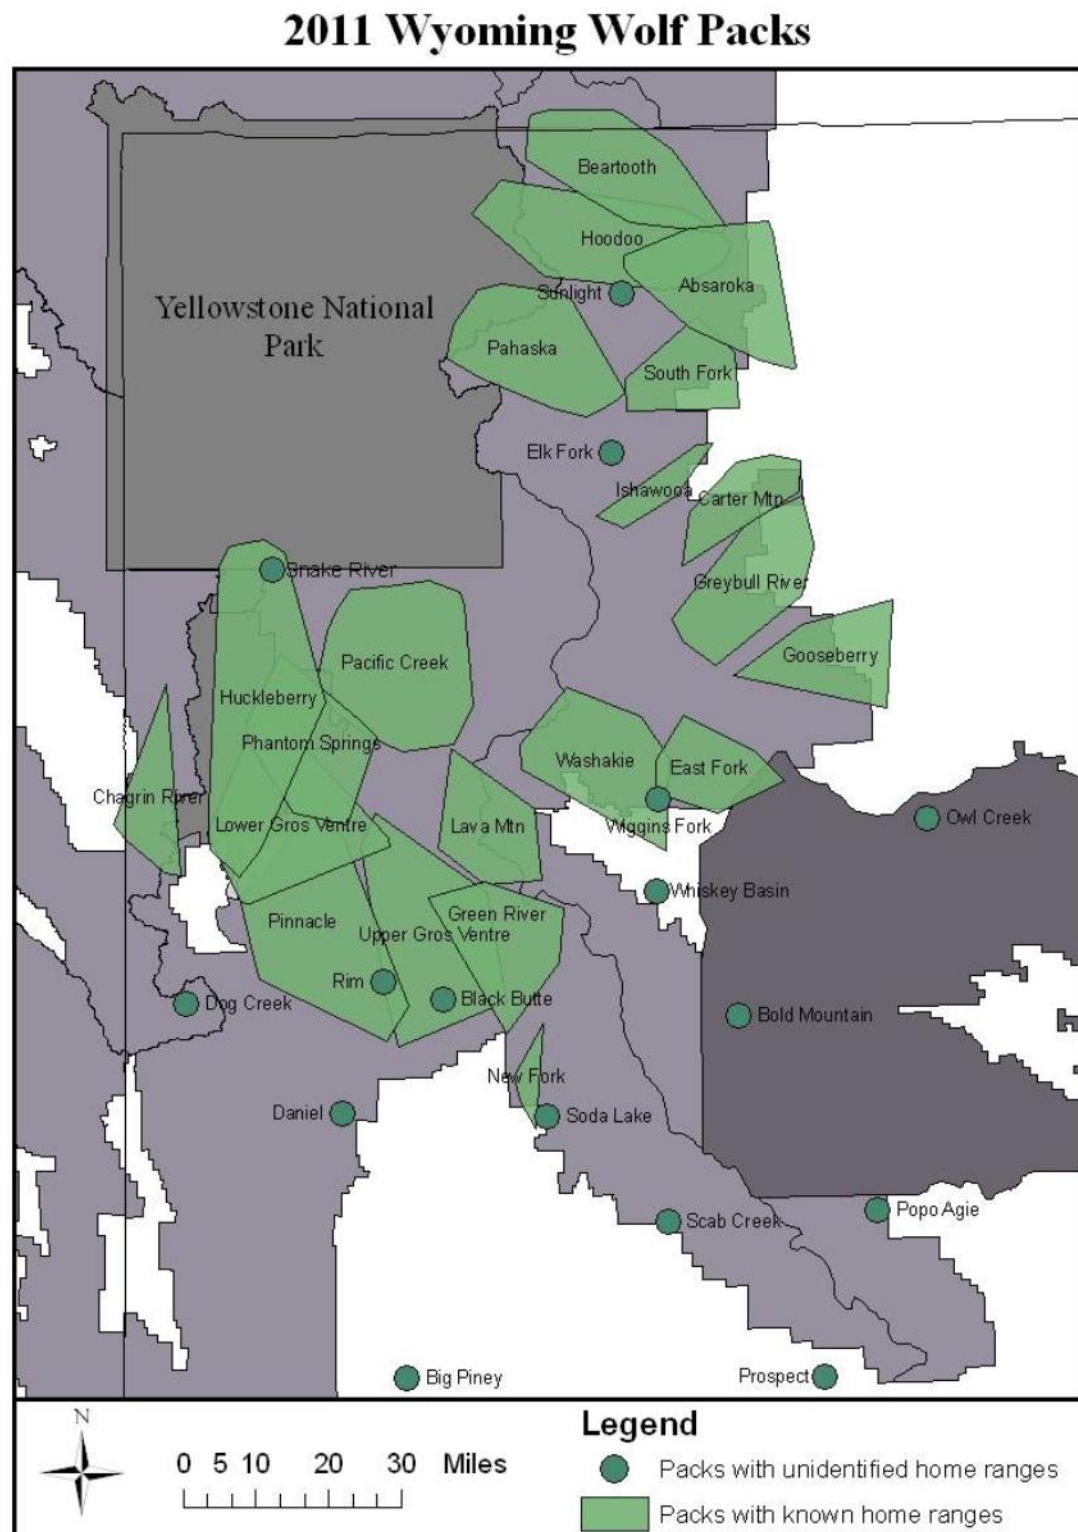 2011 Wyoming Wolf Packs
Beartooth
Hoodoo
Absaroka
Sunlight
Yellowstone National
Park
Pahaska
South Fork
Elk Fork
Ishawooa
Carter Mtn
Snake River
Greybull River
Pacific Creek
Gooseberry
Huckleberry
Phantom Springs
Washakie
East Fork
Chagrin River
Lower Gros Ventre
Lava Mtn
Wiggins Fork
Owl Creek
Whiskey Basin
Pinnacle
Green River
Upper Gros Ventre
Rim
Black Butte
Dog Creek
Bold Mountain
New Fork
Daniel
Soda Lake
Scab Creek
Popo Agie
Big Piney
Prospect
N
0 5 10 20 30 Miles
Legend
Packs with unidentified home ranges
Packs with known home ranges